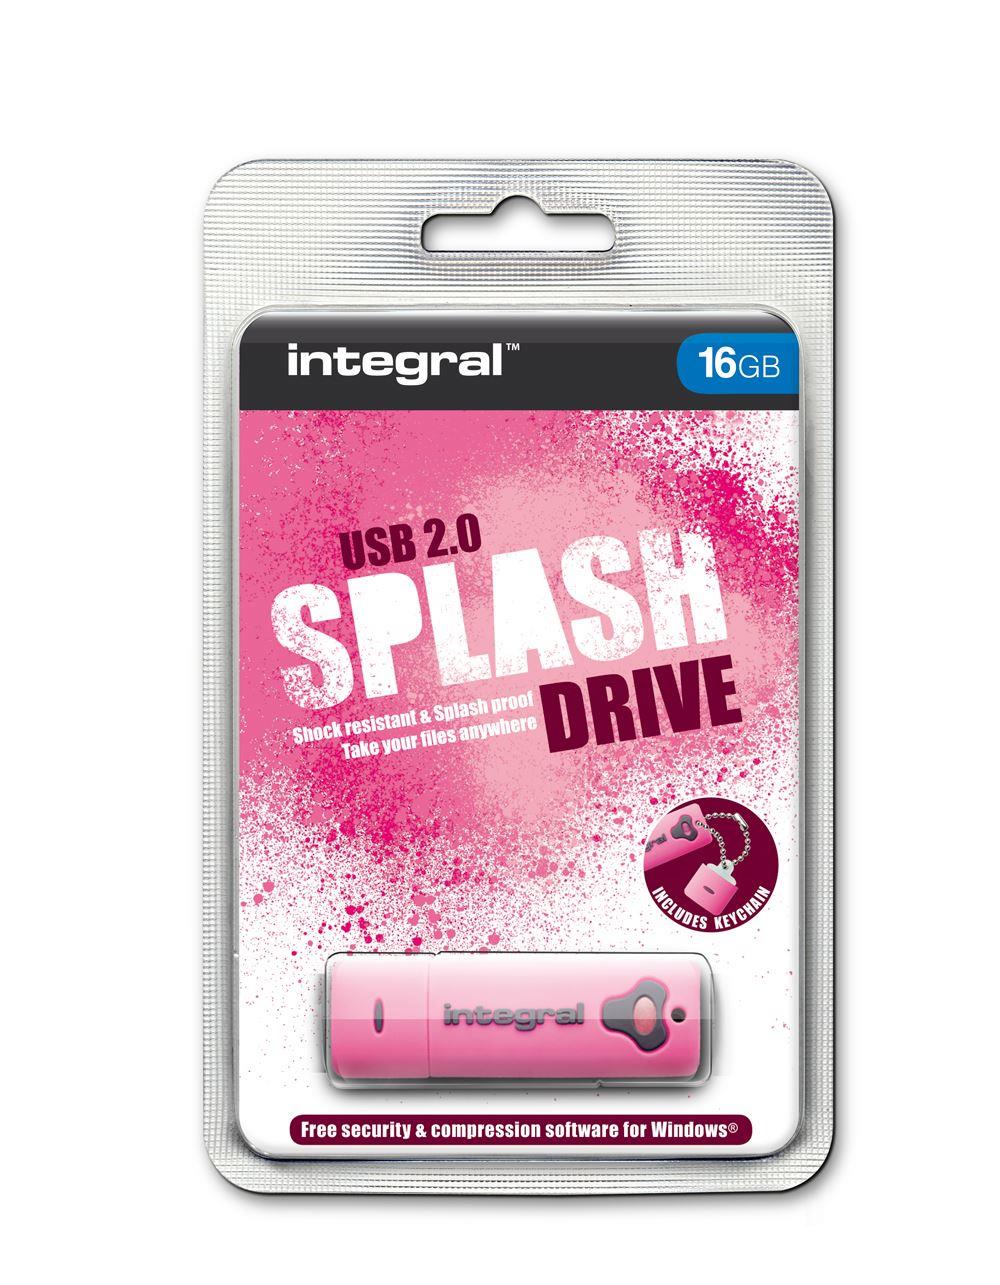 integral™
16GB
USB 2.0
SPLASH
DRIVE
Shock resistant & Splash proof
Take your files anywhere
egral
INCLUDES KEYCHAIN
integral
Free security & compression software for Windows®